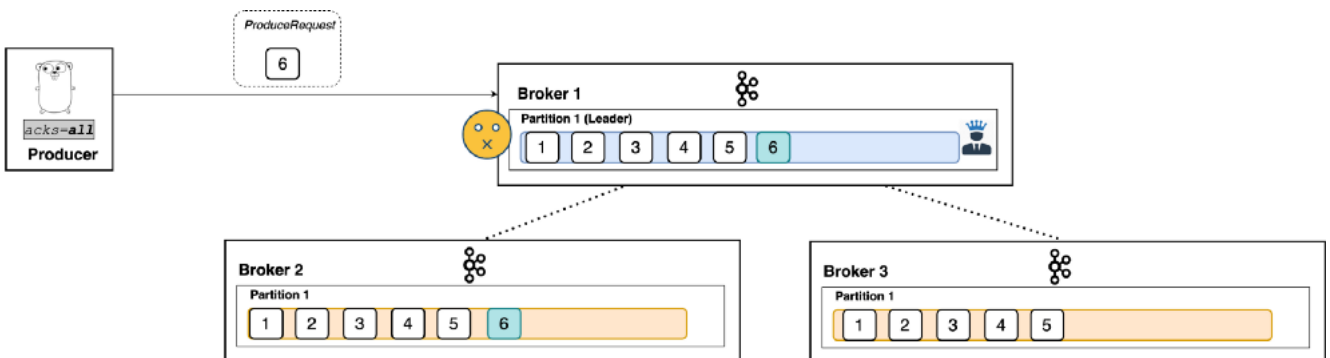 ProduceRequest
6
acks=all
Producer
Broker 1
Partition 1 (Leader)
1 2 3 4 5 6
Broker 2
Partition 1
1 2 3 4 5 6
Broker 3
Partition 1
1 2 3 4 5